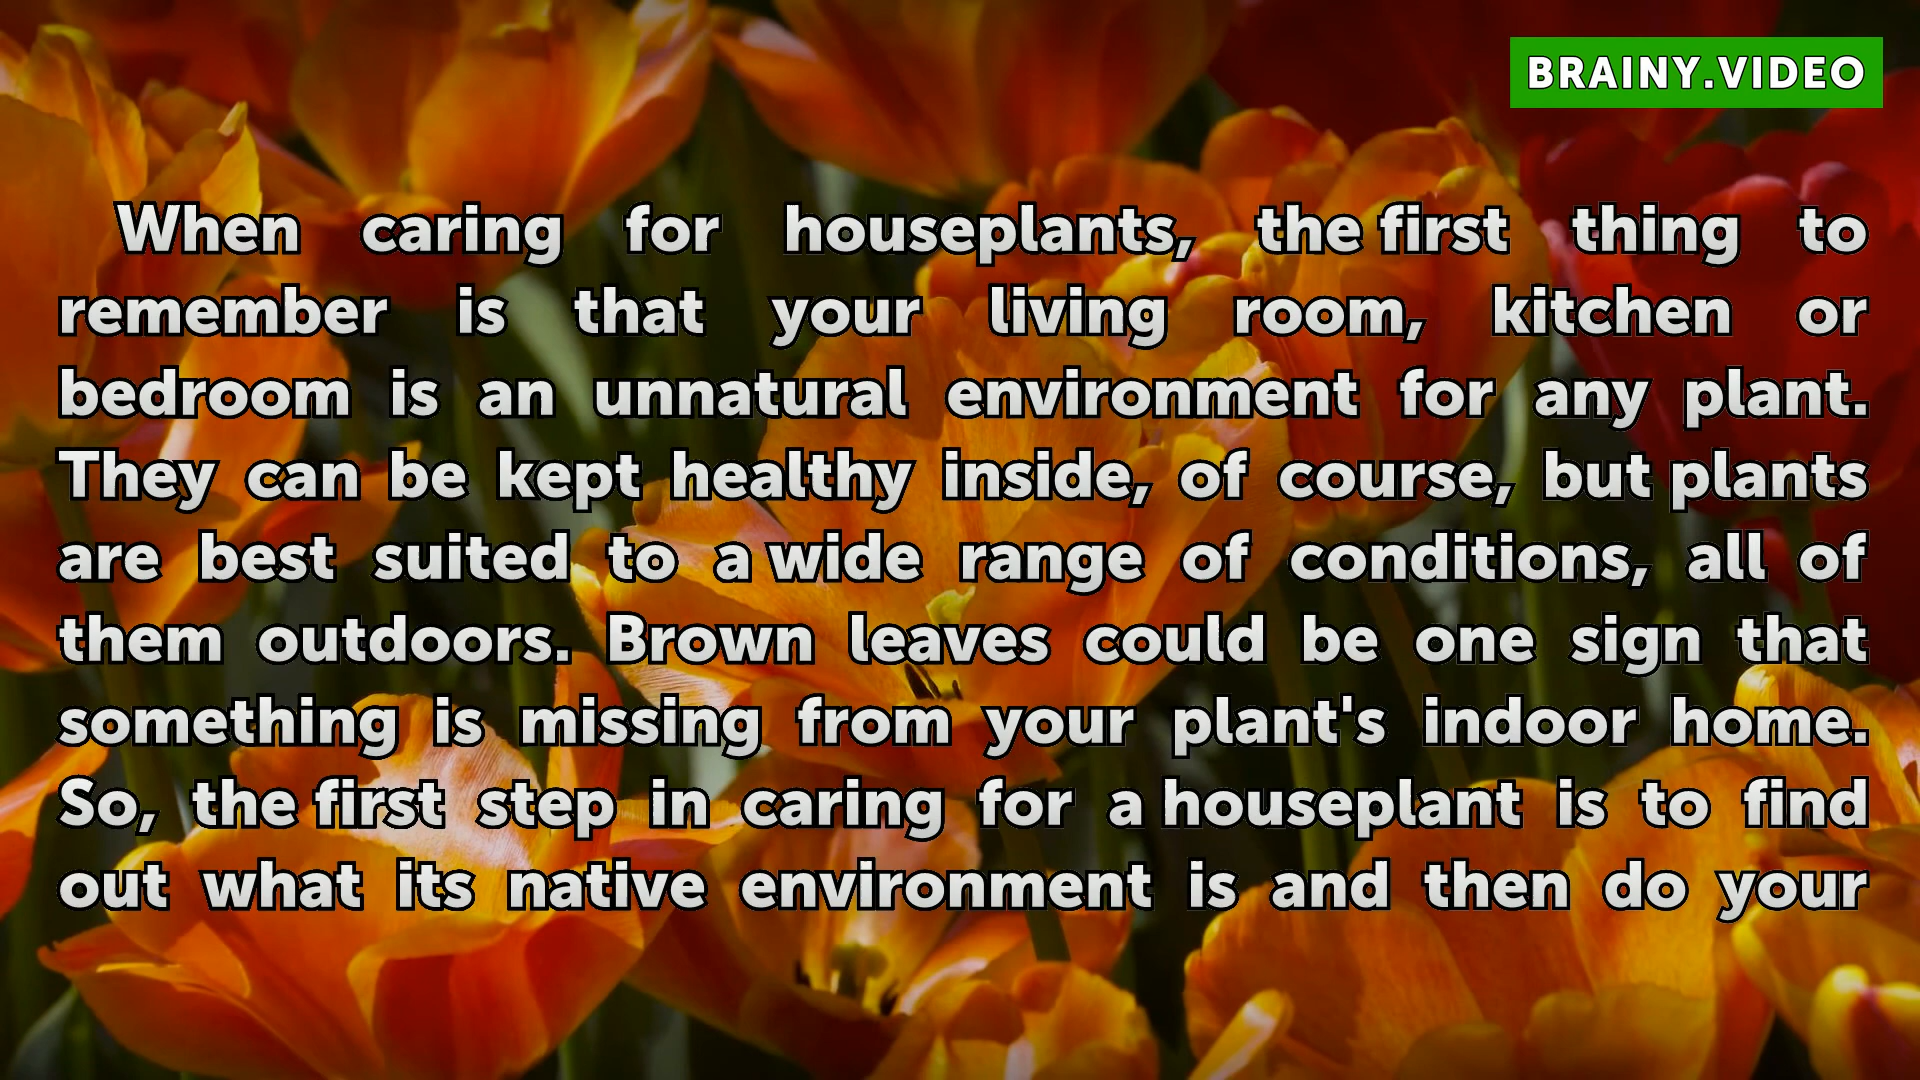 BRAINY.VIDEO
When caring for houseplants, the first thing to
remember is that your living room, kitchen or
bedroom is an unnatural environment for any plant.
They can be kept healthy inside, of course, but plants
are best suited to a wide range of conditions, all of
them outdoors. Brown leaves could be one sign that
something is missing from your plant's indoor home.
So, the first step in caring for a houseplant is to find
out what its native environment is and then do your